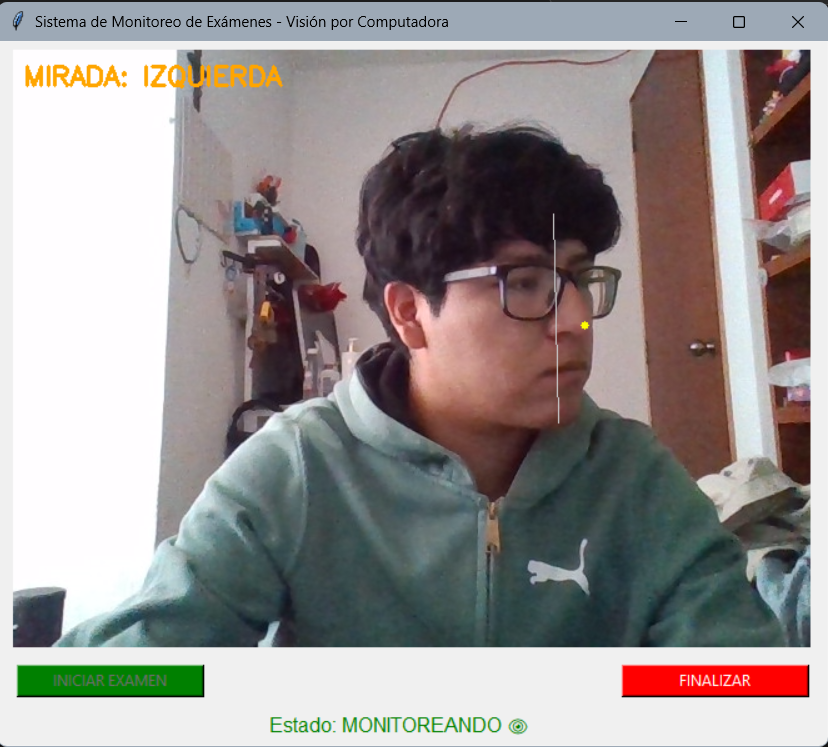 Sistema de Monitoreo de Exámenes - Visión por Computadora
MIRADA: IZQUIERDA
INICIAR EXAMEN
FINALIZAR
Estado: MONITOREANDO